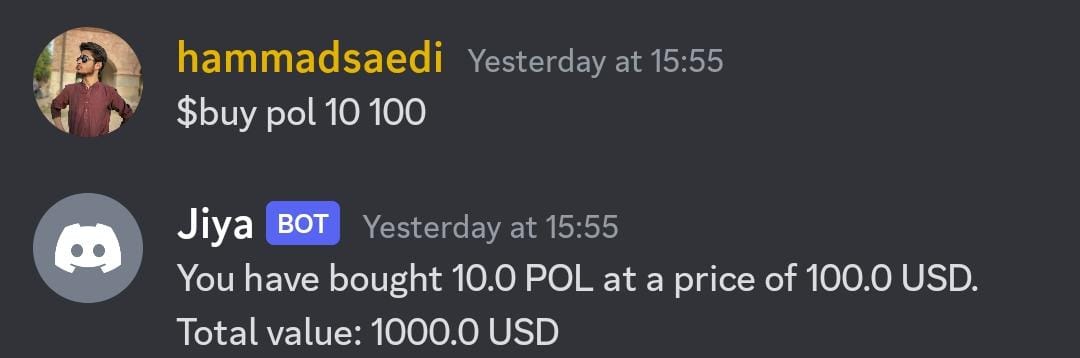 hammadsaedi Yesterday at 15:55
$buy pol 10 100
Jiya BOT Yesterday at 15:55
You have bought 10.0 POL at a price of 100.0 USD.
Total value: 1000.0 USD